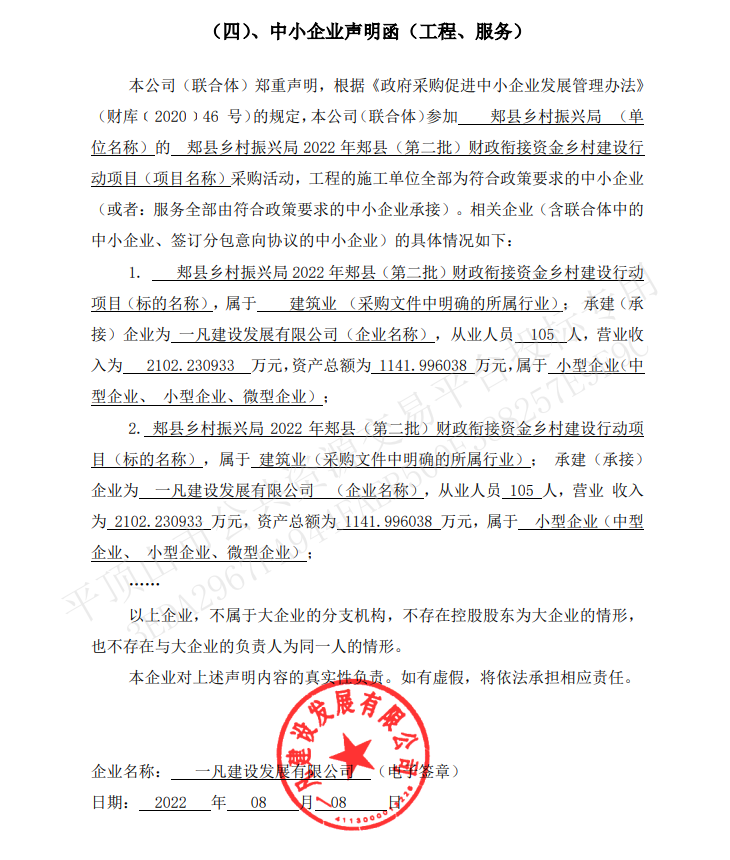 （四）、中小企业声明函（工程、服务）
本公司（联合体）郑重声明，根据《政府采购促进中小企业发展管理办法》
（财库﹝2020﹞46 号）的规定，本公司（联合体）参加 郏县乡村振兴局 （单
位名称）的 郏县乡村振兴局 2022 年郏县（第二批）财政衔接资金乡村建设行
动项目（项目名称）采购活动，工程的施工单位全部为符合政策要求的中小企业
（或者：服务全部由符合政策要求的中小企业承接）。相关企业（含联合体中的
中小企业、签订分包意向协议的中小企业）的具体情况如下：
1. 郏县乡村振兴局 2022 年郏县（第二批）财政衔接资金乡村建设行动
项目（标的名称），属于 建筑业 （采购文件中明确的所属行业）； 承建（承
接）企业为 一凡建设发展有限公司（企业名称），从业人员 105 人，营业收
入为 2102.230933 万元，资产总额为 1141.996038 万元，属于 小型企业（中
型企业、 小型企业、微型企业）；
2. 郏县乡村振兴局 2022 年郏县（第二批）财政衔接资金乡村建设行动项
目（标的名称），属于 建筑业（采购文件中明确的所属行业）； 承建（承接）
企业为 一凡建设发展有限公司 （企业名称），从业人员 105 人，营业 收入
为 2102.230933 万元，资产总额为 1141.996038 万元，属于 小型企业（中型
企业、 小型企业、微型企业）；
……
以上企业，不属于大企业的分支机构，不存在控股股东为大企业的情形，
也不存在与大企业的负责人为同一人的情形。
本企业对上述声明内容的真实性负责。如有虚假，将依法承担相应责任。
企业名称： 一凡建设发展有限公司 （电子签章）
日期： 2022 年 08 月 08 日
一凡建设发展有限公司
平顶山市公共资源交易平台投标专用